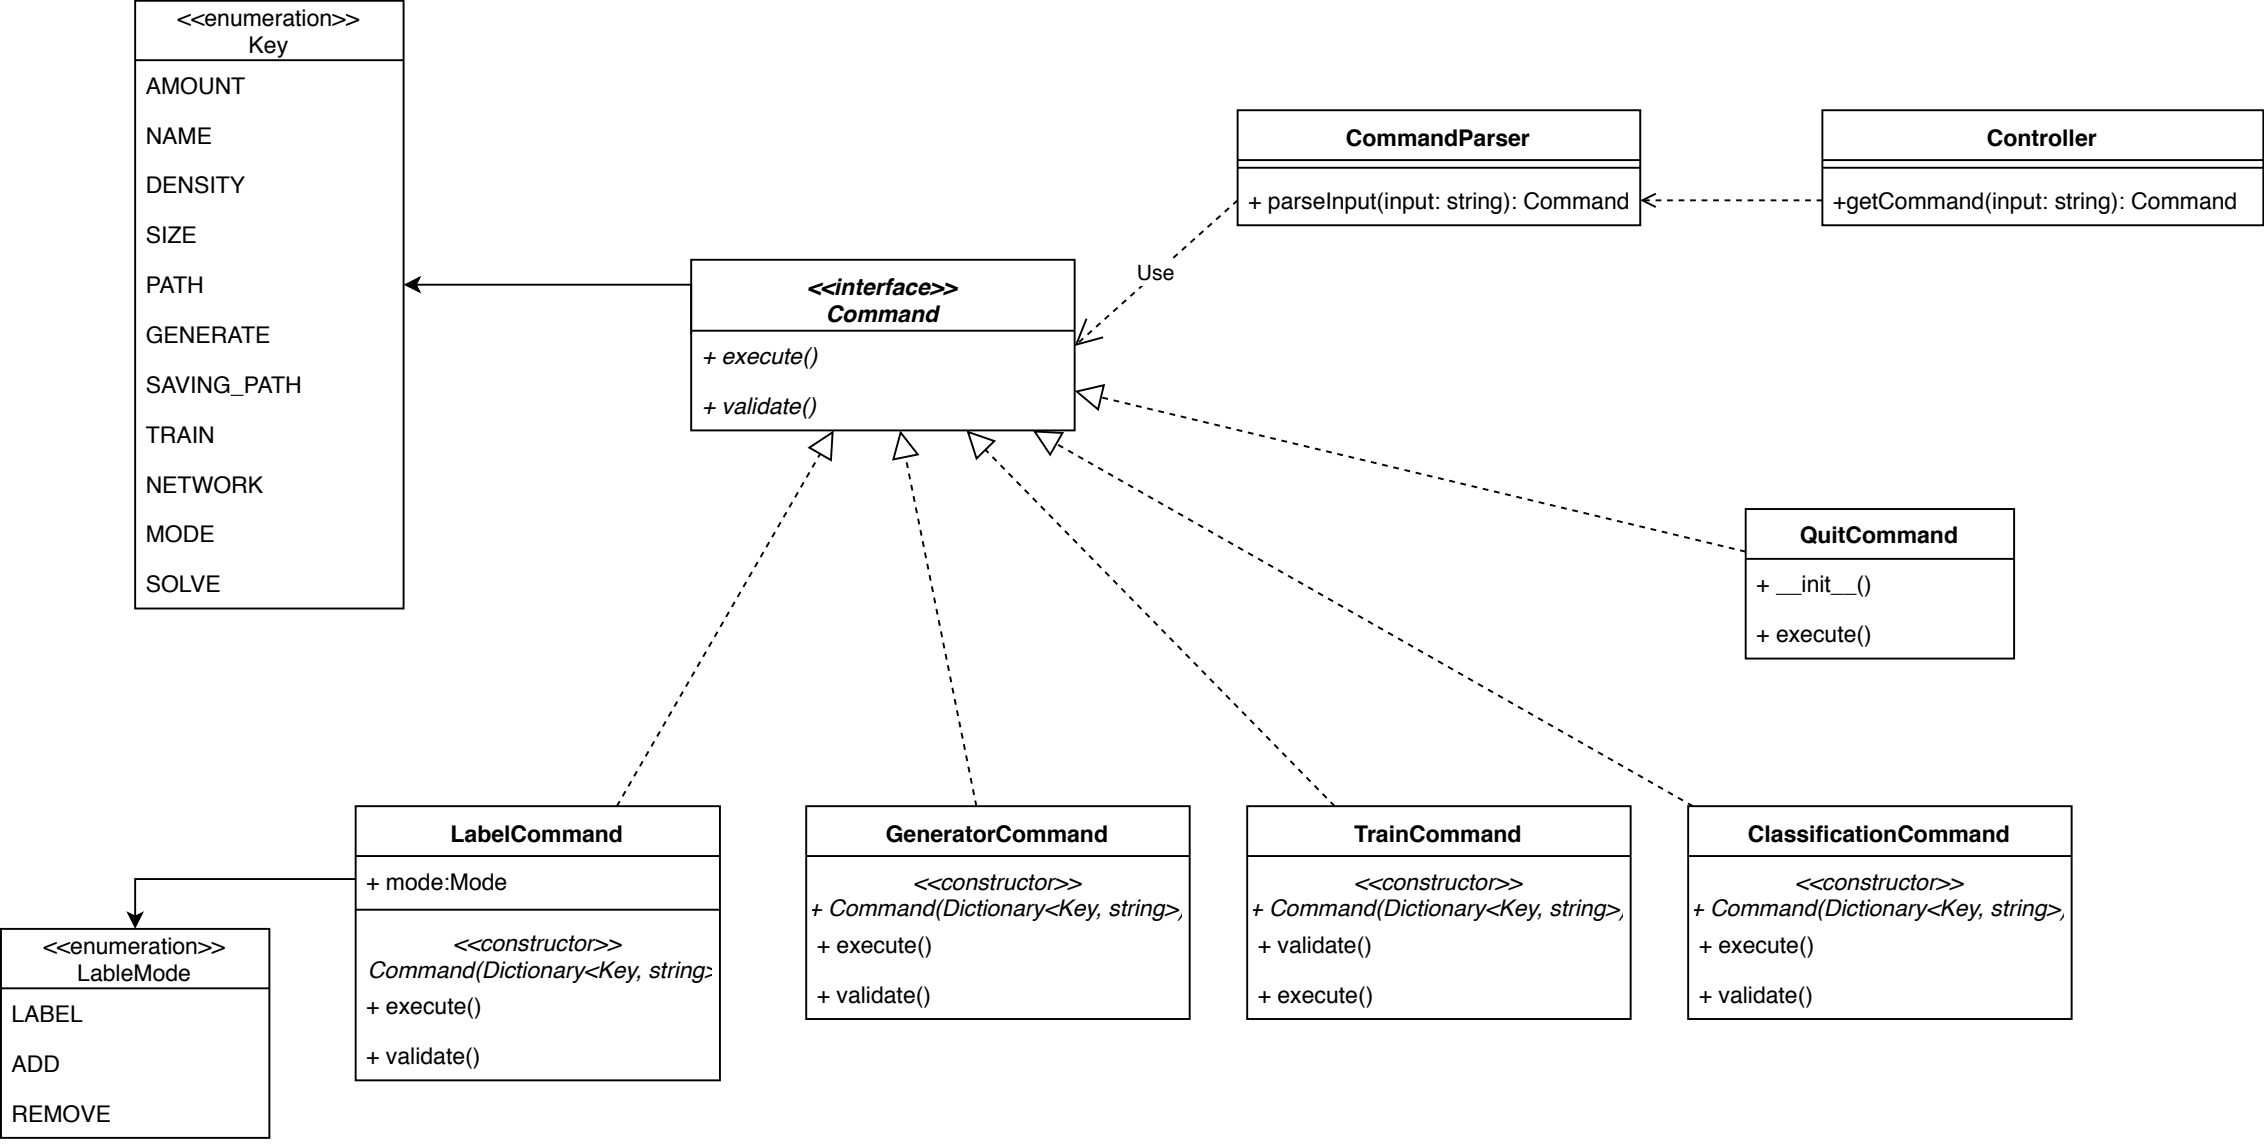 <<enumeration>>
Key
AMOUNT
NAME
DENSITY
SIZE
PATH
GENERATE
SAVING_PATH
TRAIN
NETWORK
MODE
SOLVE
CommandParser
+ parseInput(input: string): Command
Controller
+getCommand(input: string): Command
Use
<<interface>>
Command
+ execute()
+ validate()
QuitCommand
+ __init__()
+ execute()
LabelCommand
+ mode:Mode
<<constructor>>
Command(Dictionary<Key, string>
+ execute()
+ validate()
GeneratorCommand
<<constructor>>
+ Command(Dictionary<Key, string>)
+ execute()
+ validate()
TrainCommand
<<constructor>>
+ Command(Dictionary<Key, string>)
+ validate()
+ execute()
ClassificationCommand
<<constructor>>
+ Command(Dictionary<Key, string>)
+ execute()
+ validate()
<<enumeration>>
LableMode
LABEL
ADD
REMOVE